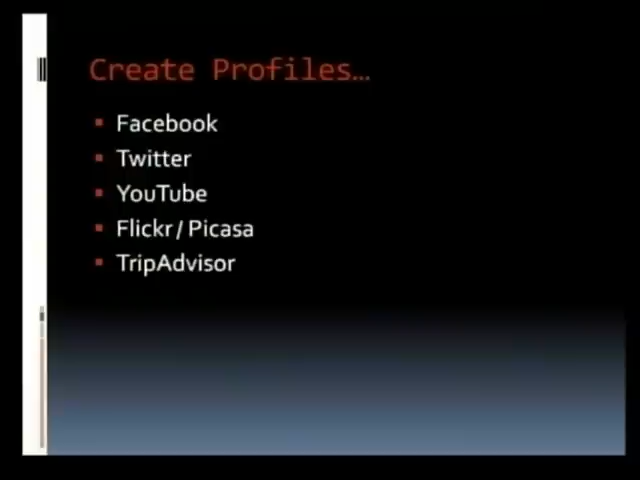 Create Profiles…
Facebook
Twitter
YouTube
Flickr / Picasa
TripAdvisor